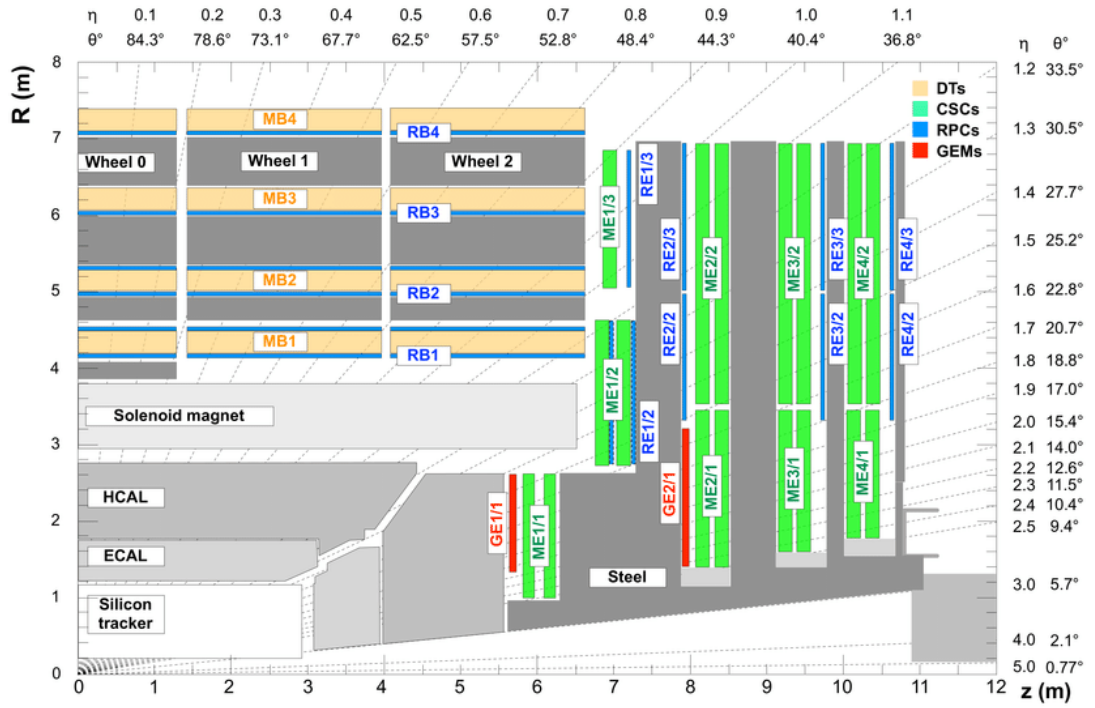 η 0.1 0.2 0.3 0.4 0.5 0.6 0.7 0.8 0.9 1.0 1.1
θ° 84.3° 78.6° 73.1° 67.7° 62.5° 57.5° 52.8° 48.4° 44.3° 40.4° 36.8° η θ°
R (m)
8
7
6
5
4
3
2
1
0
1.2 33.5°
1.3 30.5°
1.4 27.7°
1.5 25.2°
1.6 22.8°
1.7 20.7°
1.8 18.8°
1.9 17.0°
2.0 15.4°
2.1 14.0°
2.2 12.6°
2.3 11.5°
2.4 10.4°
2.5 9.4°
3.0 5.7°
4.0 2.1°
5.0 0.77°
DTs
CSCs
RPCs
GEMs
MB4
RB4
Wheel 0 Wheel 1 Wheel 2
MB3
RB3
MB2
RB2
MB1
RB1
Solenoid magnet
HCAL
ECAL
Silicon
tracker
Steel
ME1/3
RE1/3
RE2/3
ME2/2
ME3/2
RE3/3
ME4/2
RE4/3
RE2/2
RE3/2
RE4/2
ME1/2
RE1/2
GE1/1
ME1/1
GE2/1
ME2/1
ME3/1
ME4/1
0 1 2 3 4 5 6 7 8 9 10 11 12
z (m)